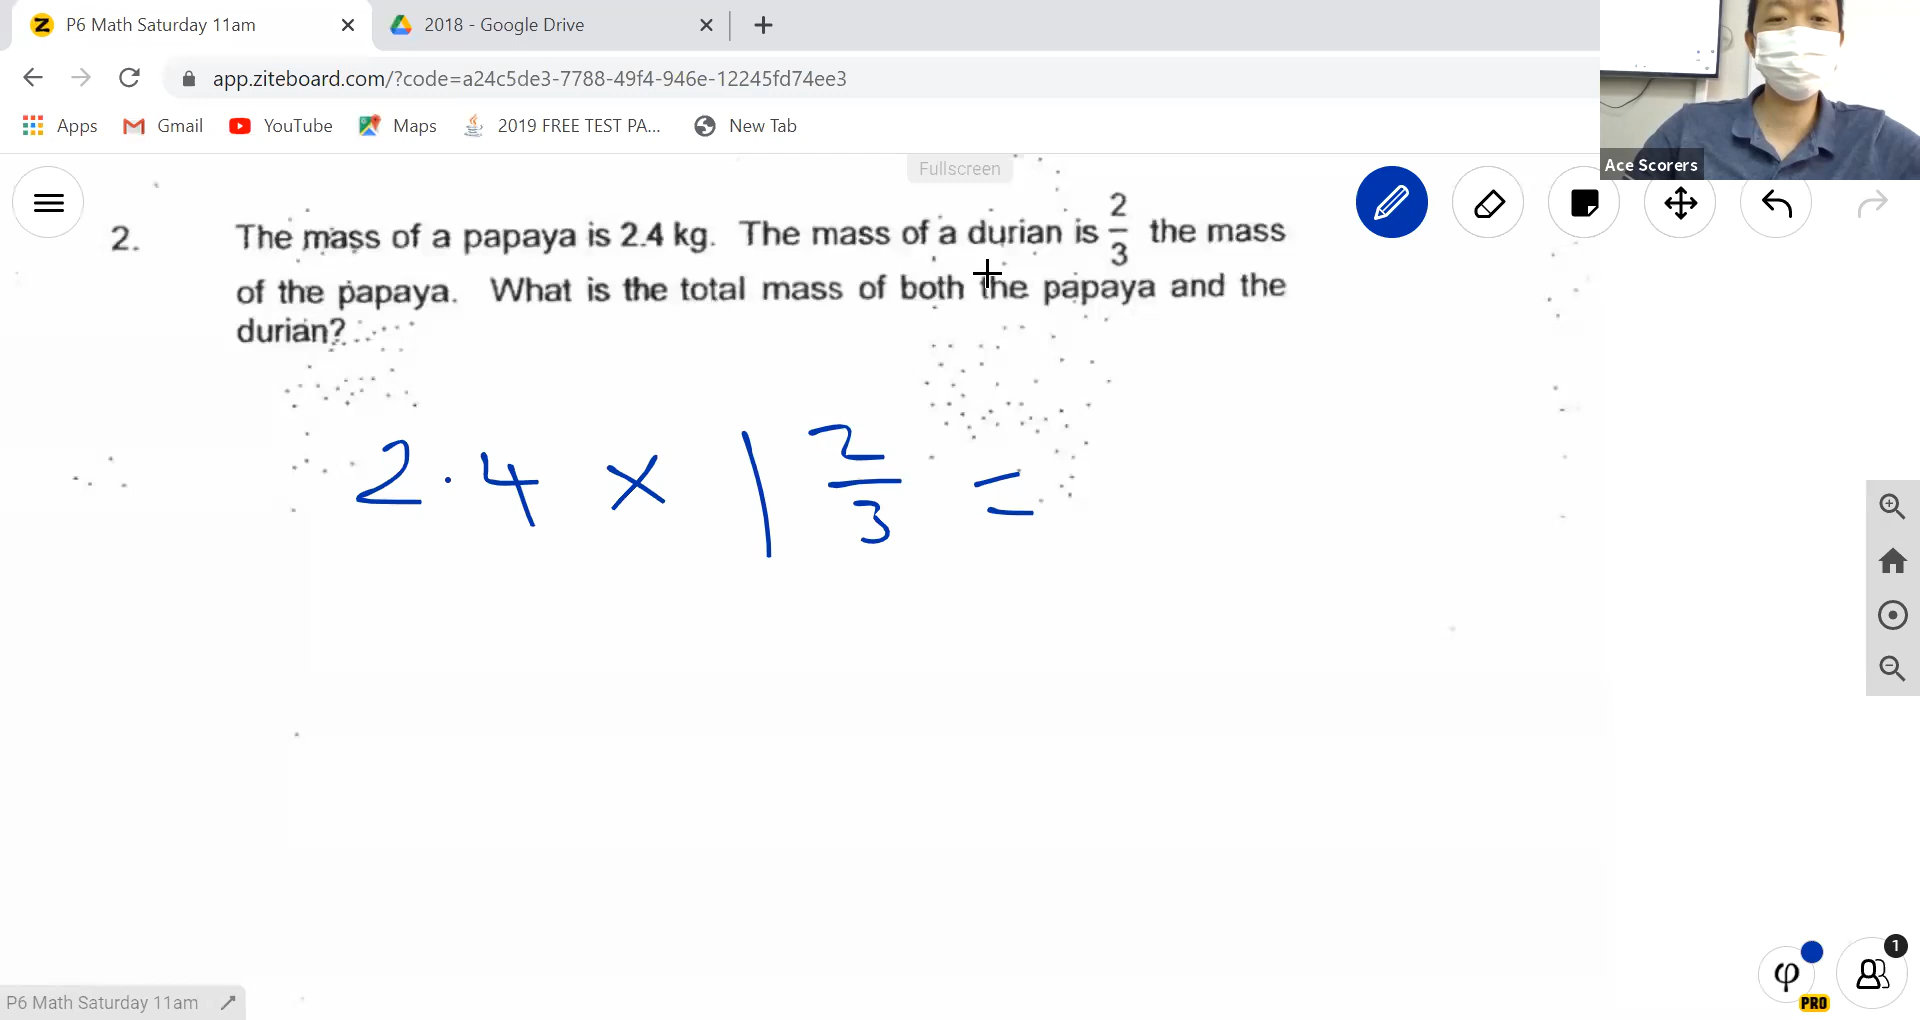 P6 Math Saturday 11am
2018 - Google Drive
app.ziteboard.com/?code=a24c5de3-7788-49f4-946e-12245fd74ee3
Apps
Gmail
YouTube
Maps
2019 FREE TEST PA...
New Tab
Ace Scorers
Fullscreen
2. The mass of a papaya is 2.4 kg. The mass of a durian is 2/3 the mass
of the papaya. What is the total mass of both the papaya and the
durian?
2.4 × 1 2/3 =
P6 Math Saturday 11am
φ PRO
1